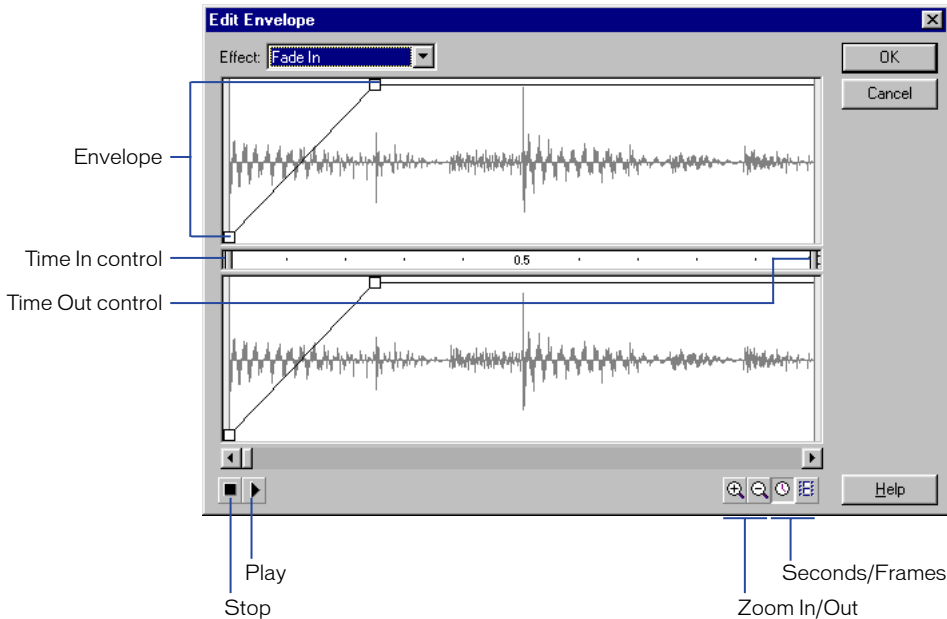 Edit Envelope
Effect: Fade In
OK
Cancel
Envelope
Time In control
0.5
Time Out control
Help
Play
Seconds/Frames
Stop
Zoom In/Out